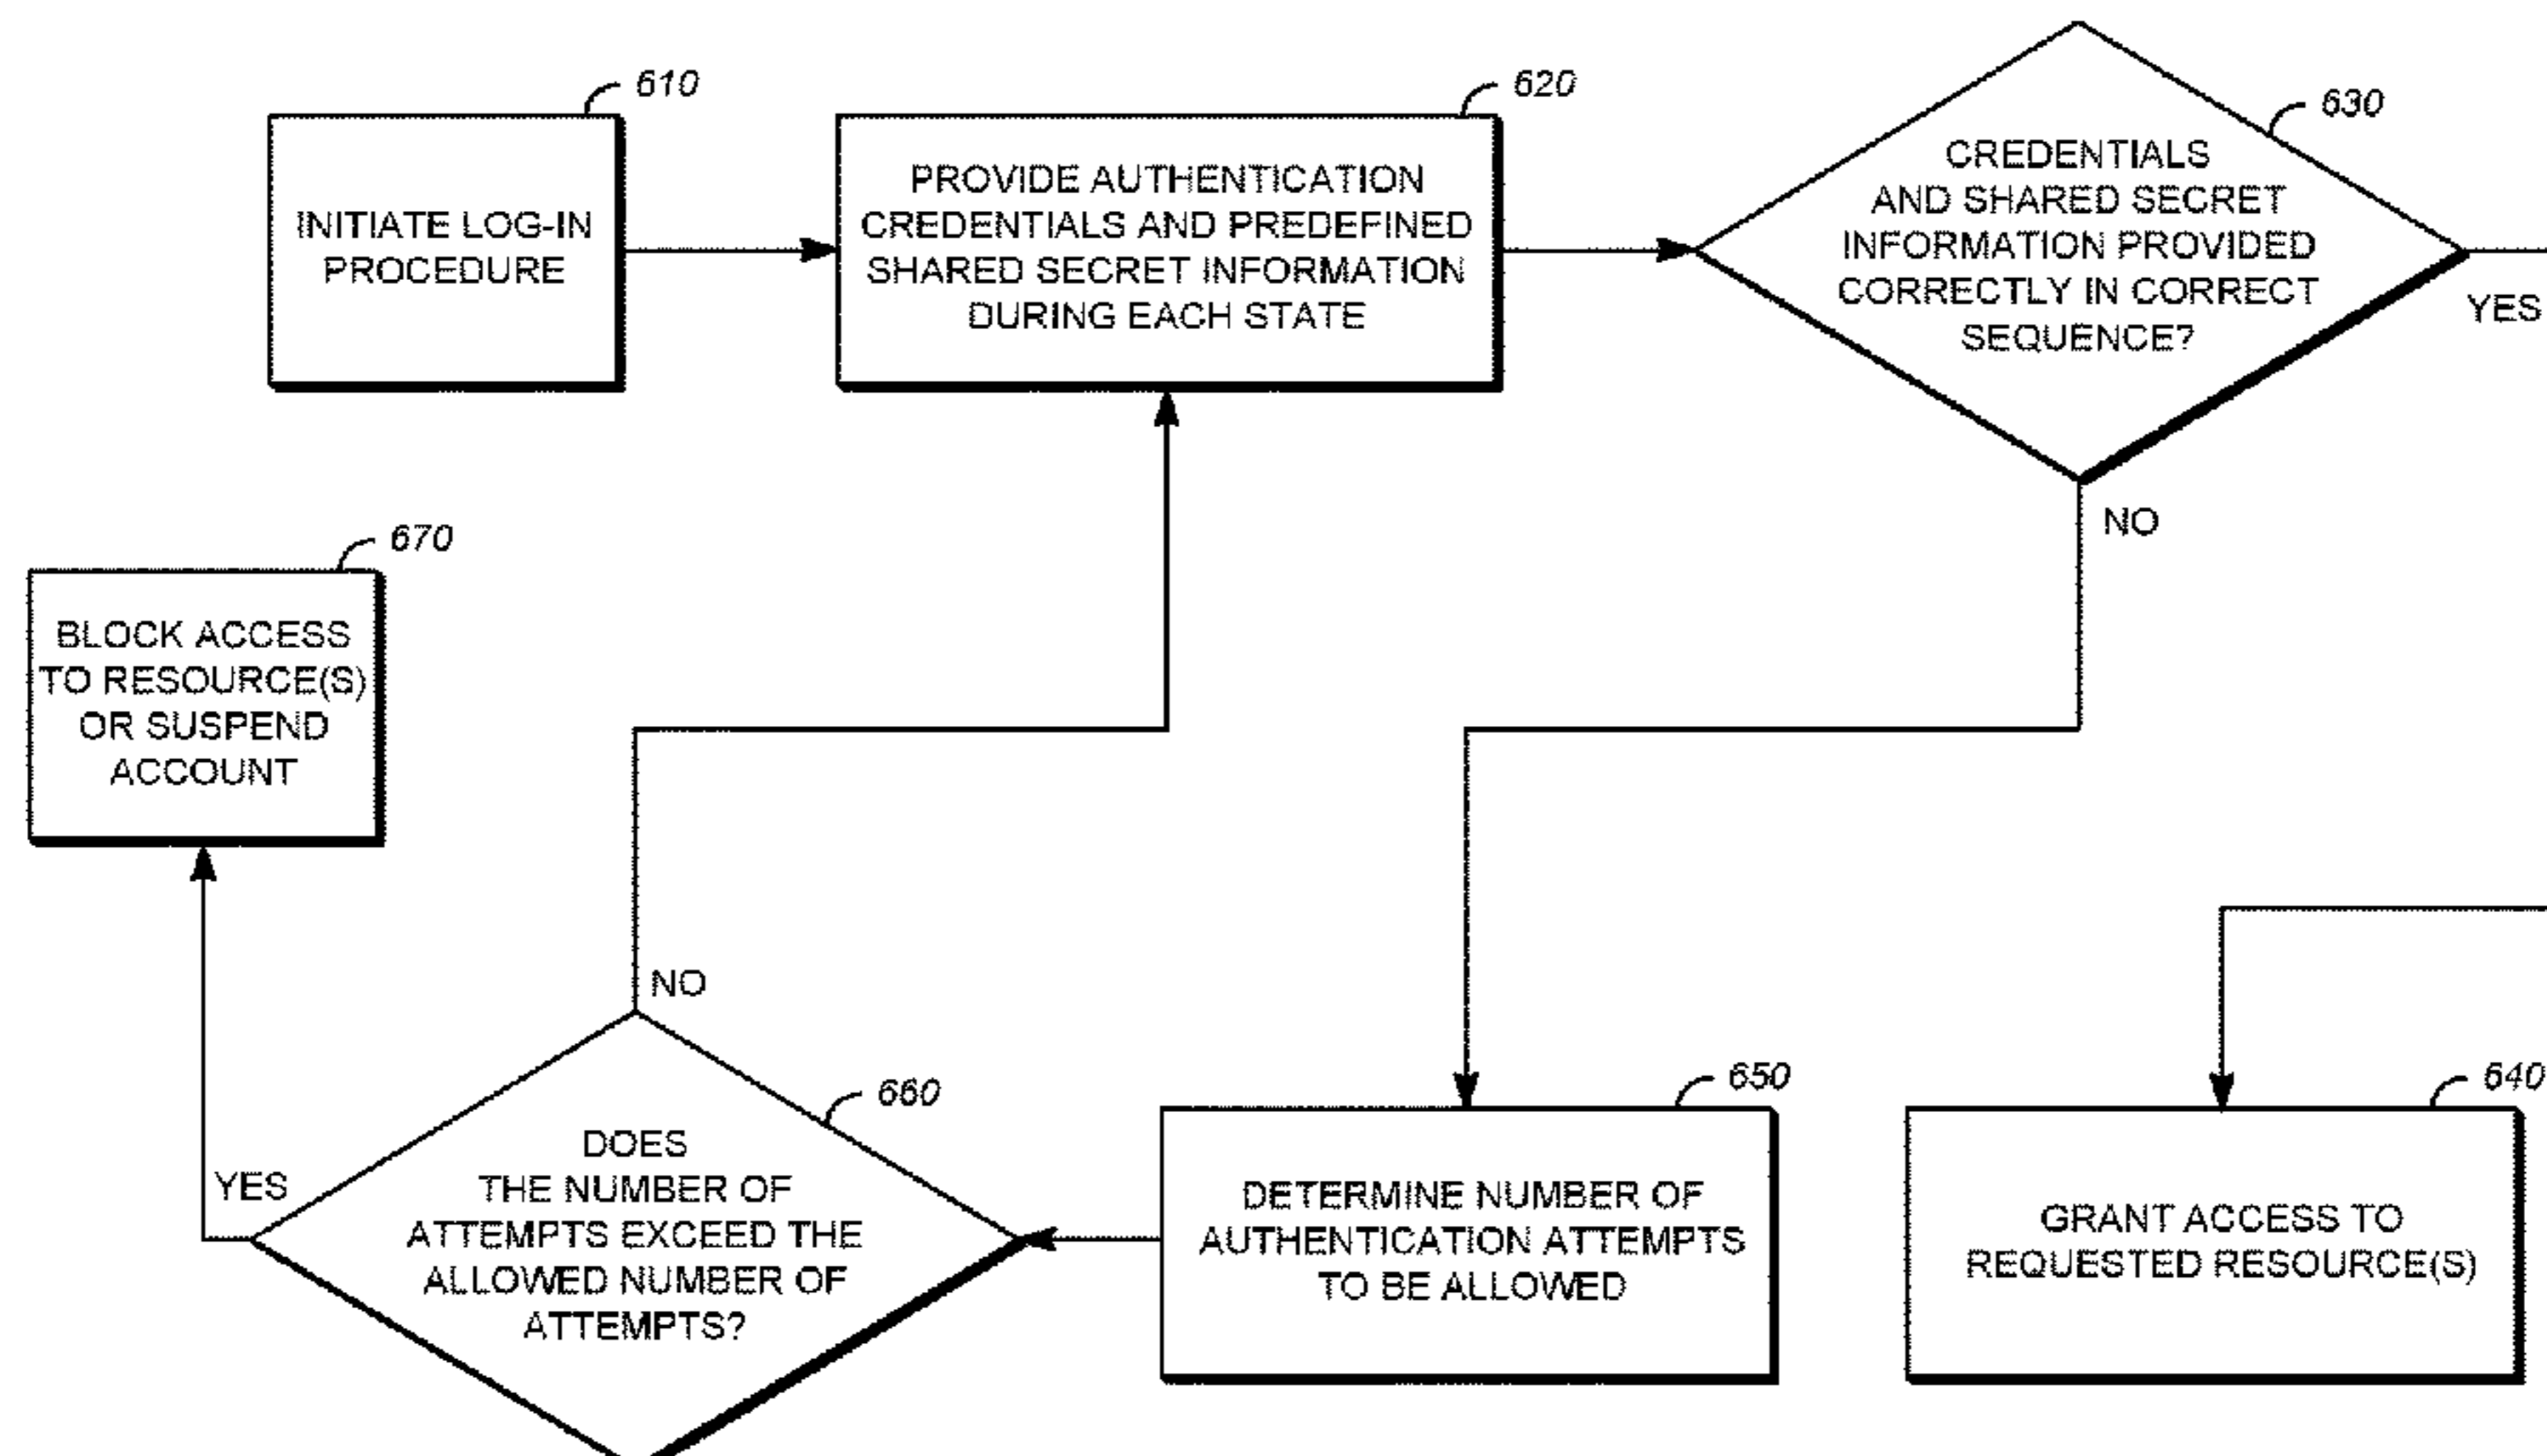 610
INITIATE LOG-IN
PROCEDURE
620
PROVIDE AUTHENTICATION
CREDENTIALS AND PREDEFINED
SHARED SECRET INFORMATION
DURING EACH STATE
630
CREDENTIALS
AND SHARED SECRET
INFORMATION PROVIDED
CORRECTLY IN CORRECT
SEQUENCE?
YES
NO
670
BLOCK ACCESS
TO RESOURCE(S)
OR SUSPEND
ACCOUNT
NO
660
DOES
THE NUMBER OF
ATTEMPTS EXCEED THE
ALLOWED NUMBER OF
ATTEMPTS?
YES
650
DETERMINE NUMBER OF
AUTHENTICATION ATTEMPTS
TO BE ALLOWED
640
GRANT ACCESS TO
REQUESTED RESOURCE(S)